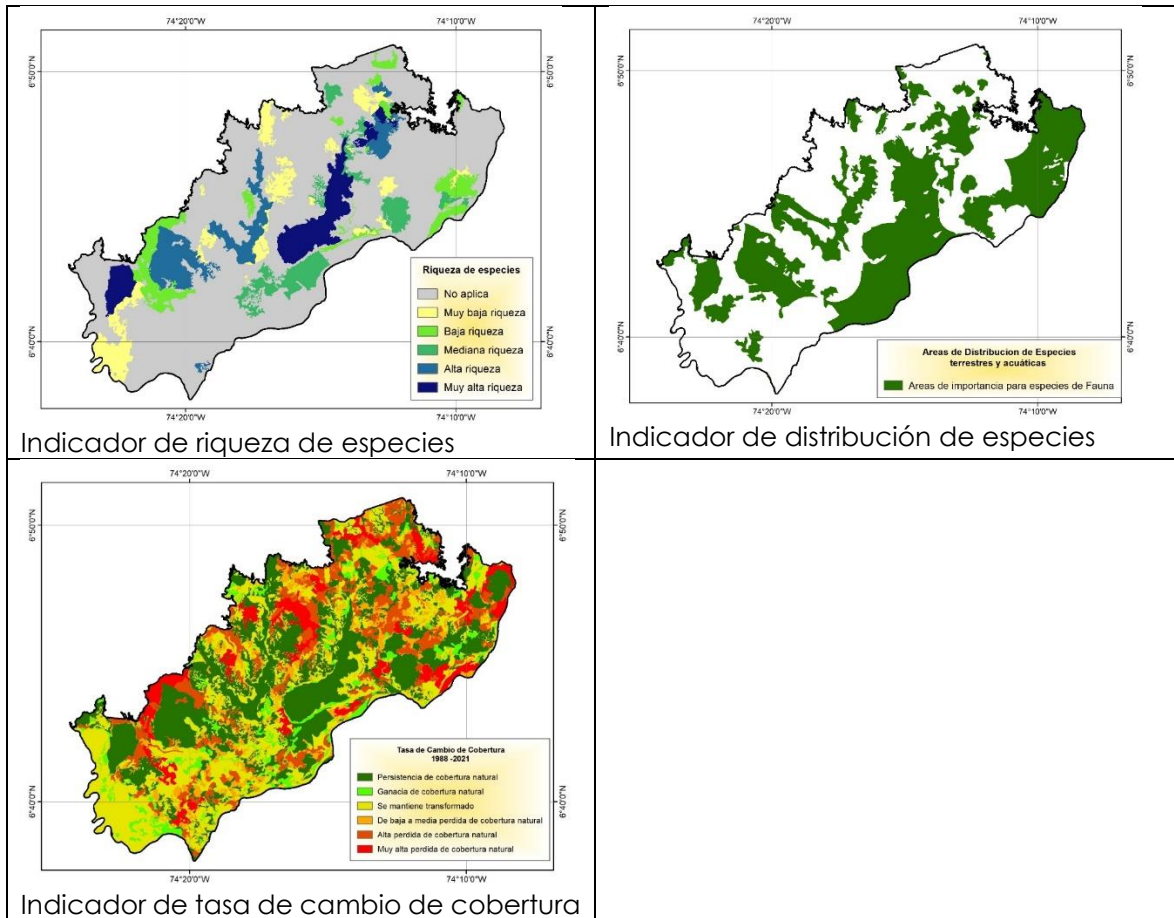 74°20'0"W
74°10'0"W
6°50'0"N
6°50'0"N
Riqueza de especies
No aplica
Muy baja riqueza
Baja riqueza
Mediana riqueza
Alta riqueza
Muy alta riqueza
6°40'0"N
6°40'0"N
74°20'0"W
74°10'0"W
Indicador de riqueza de especies
74°20'0"W
74°10'0"W
6°50'0"N
6°50'0"N
Areas de Distribucion de Especies
terrestres y acuáticas
Areas de importancia para especies de Fauna
6°40'0"N
6°40'0"N
74°20'0"W
74°10'0"W
Indicador de distribución de especies
74°20'0"W
74°10'0"W
6°50'0"N
6°50'0"N
Tasa de Cambio de Cobertura
1988 -2021
Persistencia de cobertura natural
Ganacia de cobertura natural
Se mantiene transformado
De baja a media perdida de cobertura natural
Alta perdida de cobertura natural
Muy alta perdida de cobertura natural
6°40'0"N
6°40'0"N
74°20'0"W
74°10'0"W
Indicador de tasa de cambio de cobertura